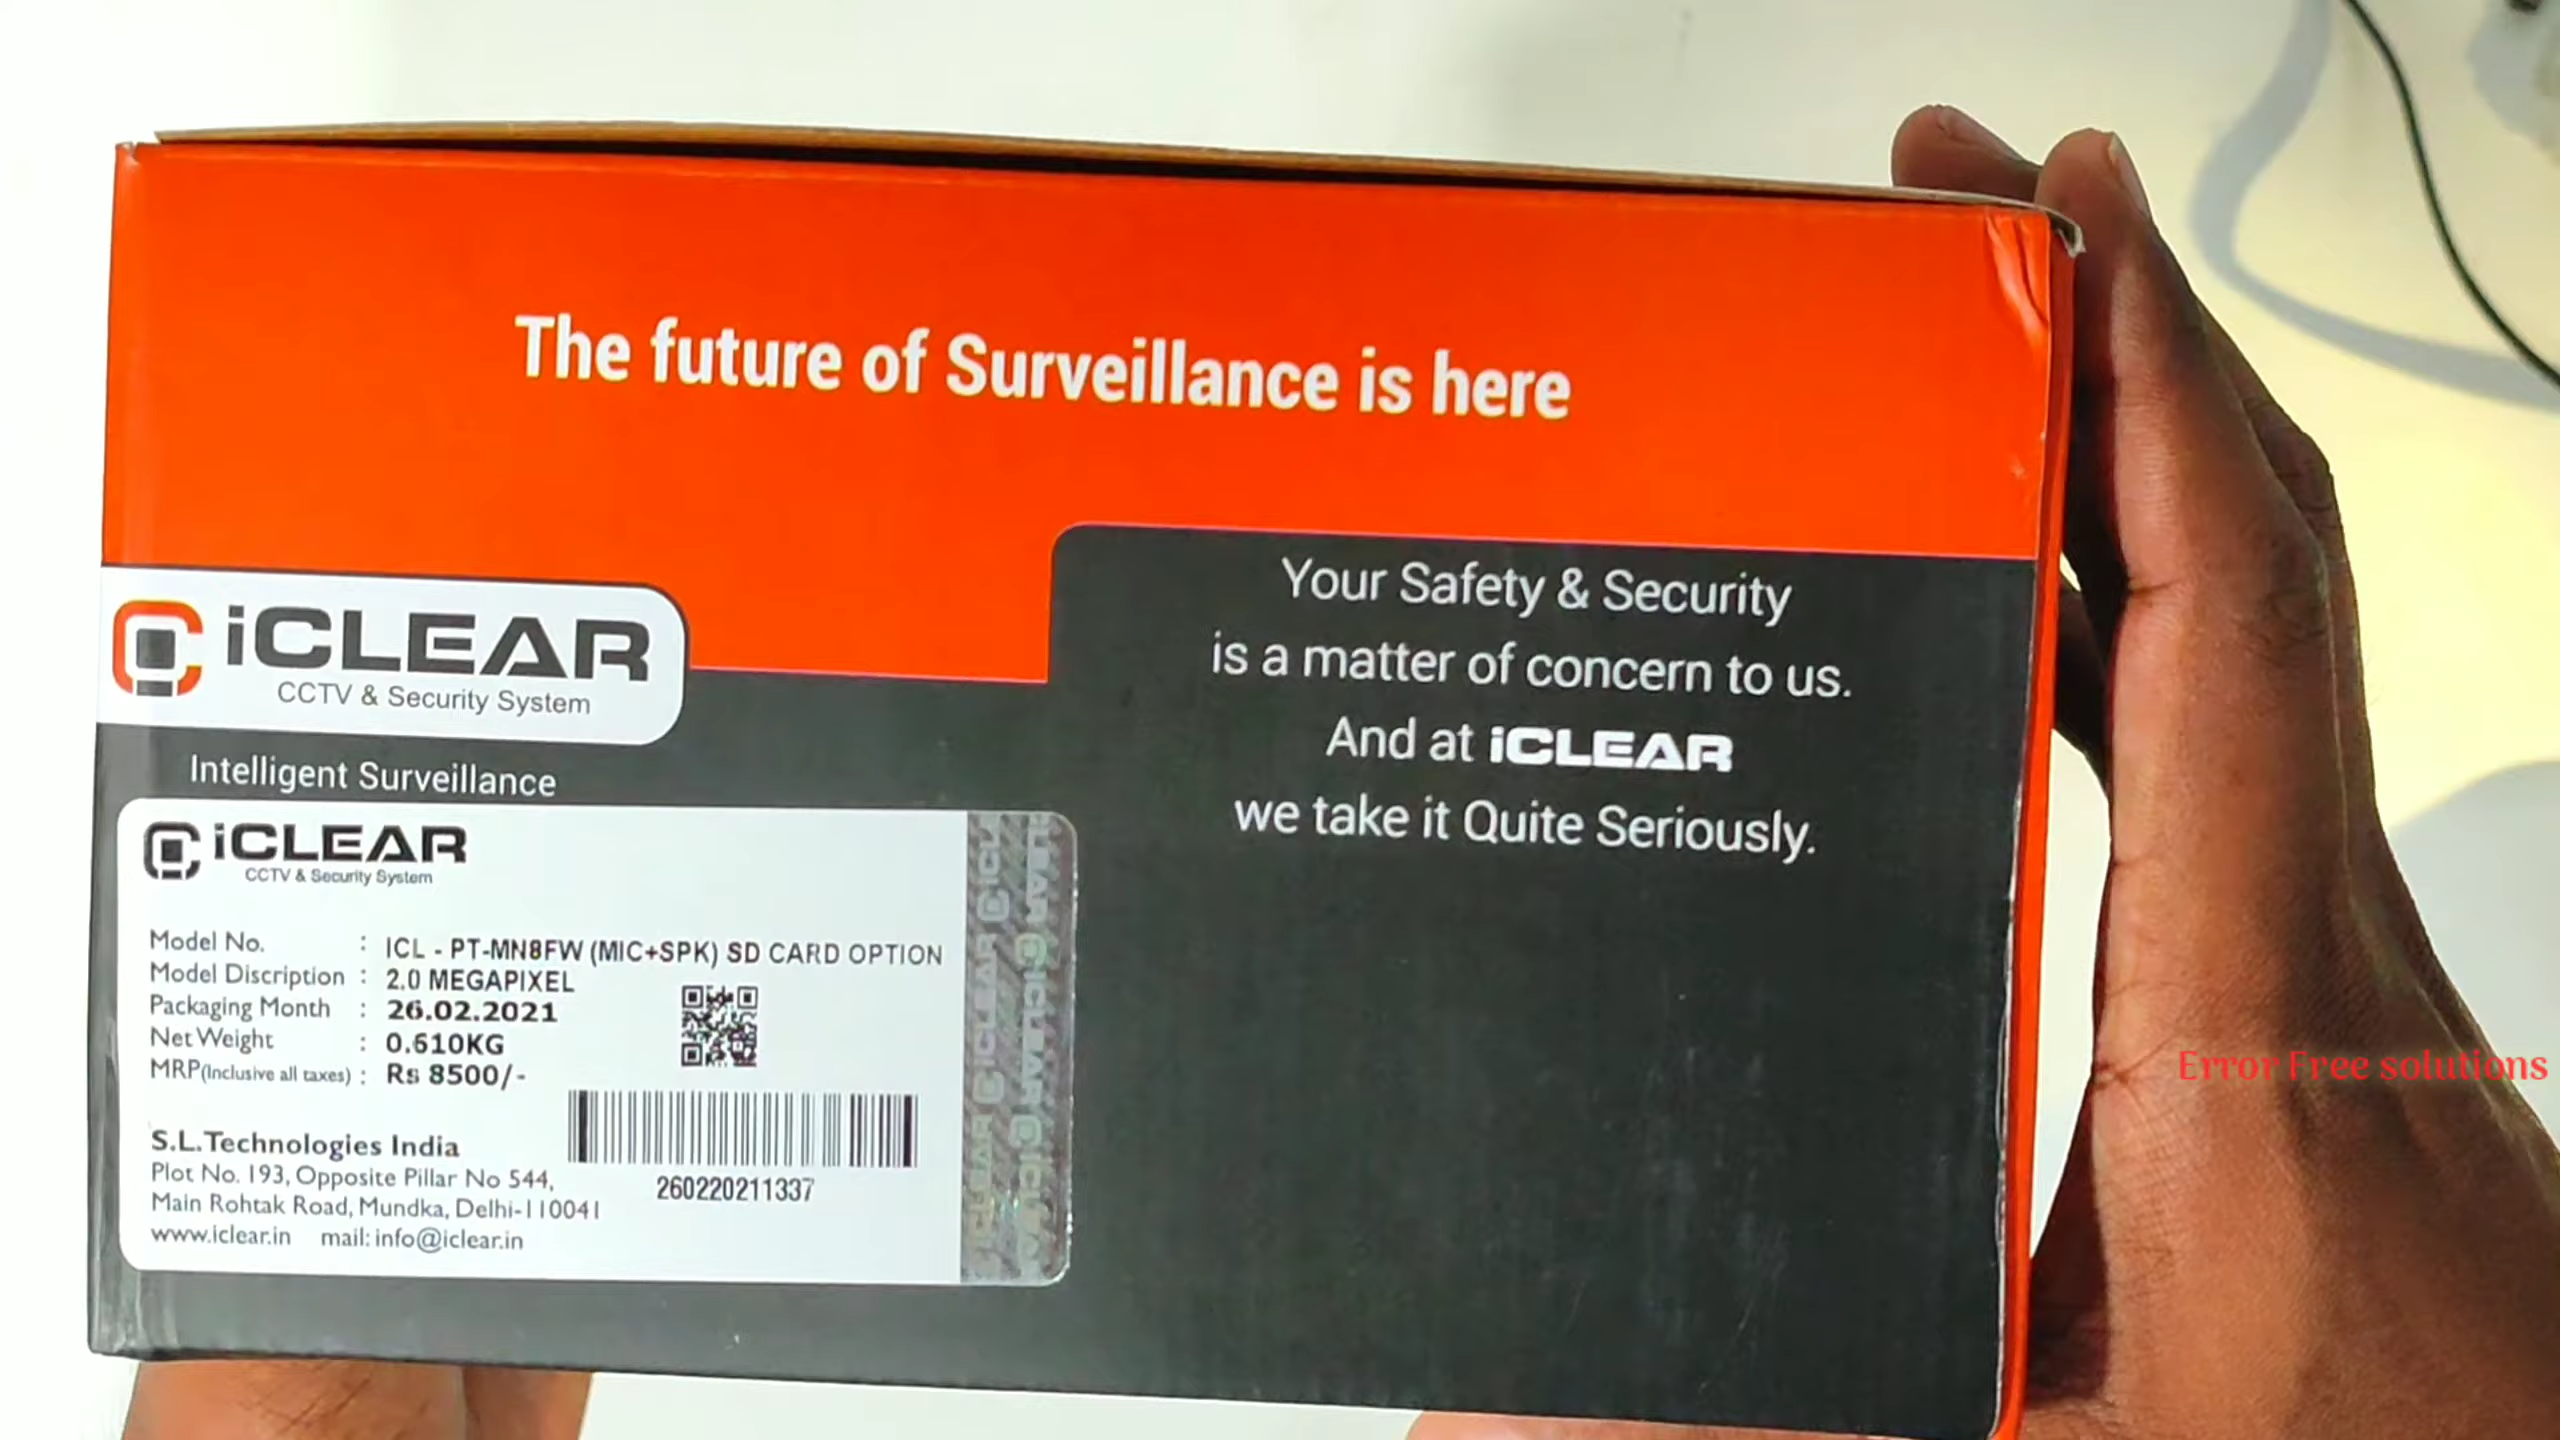 The future of Surveillance is here
iCLEAR
CCTV & Security System
Intelligent Surveillance
Your Safety & Security
is a matter of concern to us.
And at iCLEAR
we take it Quite Seriously.
iCLEAR
CCTV & Security System
Model No. : ICL - PT-MN8FW (MIC+SPK) SD CARD OPTION
Model Discription : 2.0 MEGAPIXEL
Packaging Month : 26.02.2021
Net Weight : 0.610KG
MRP(Inclusive all taxes) : Rs 8500/-
S.L.Technologies India
Plot No. 193, Opposite Pillar No 544,
Main Rohtak Road, Mundka, Delhi-110041
www.iclear.in mail: info@iclear.in
260220211337
Error Free solutions